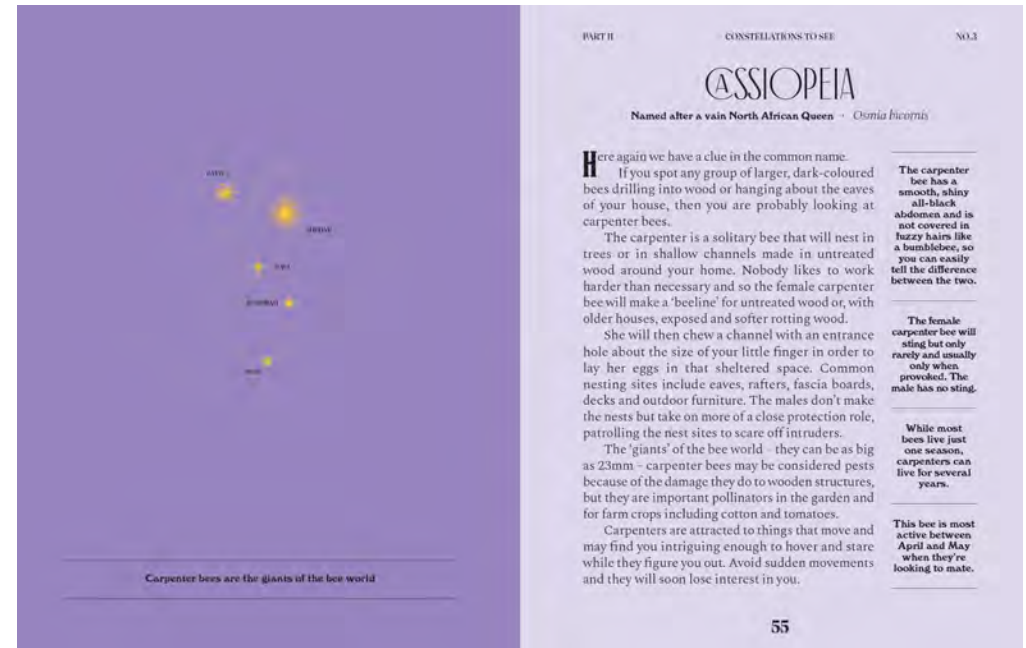 Carpenter bees are the giants of the bee world
PART II
CONSTELLATIONS TO SEE
NO.3
CASSIOPEIA
Named after a vain North African Queen - Osmia bicornis
Here again we have a clue in the common name.
If you spot any group of larger, dark-coloured
bees drilling into wood or hanging about the eaves
of your house, then you are probably looking at
carpenter bees.
The carpenter is a solitary bee that will nest in
trees or in shallow channels made in untreated
wood around your home. Nobody likes to work
harder than necessary and so the female carpenter
bee will make a ‘beeline’ for untreated wood or, with
older houses, exposed and softer rotting wood.
She will then chew a channel with an entrance
hole about the size of your little finger in order to
lay her eggs in that sheltered space. Common
nesting sites include eaves, rafters, fascia boards,
decks and outdoor furniture. The males don’t make
the nests but take on more of a close protection role,
patrolling the nest sites to scare off intruders.
The ‘giants’ of the bee world – they can be as big
as 23mm – carpenter bees may be considered pests
because of the damage they do to wooden structures,
but they are important pollinators in the garden and
for farm crops including cotton and tomatoes.
Carpenters are attracted to things that move and
may find you intriguing enough to hover and stare
while they figure you out. Avoid sudden movements
and they will soon lose interest in you.
The carpenter
bee has a
smooth, shiny
all-black
abdomen and is
not covered in
fuzzy hairs like
a bumblebee, so
you can easily
tell the difference
between the two.
The female
carpenter bee will
sting but only
rarely and usually
only when
provoked. The
male has no sting.
While most
bees live just
one season,
carpenters can
live for several
years.
This bee is most
active between
April and May
when they’re
looking to mate.
55